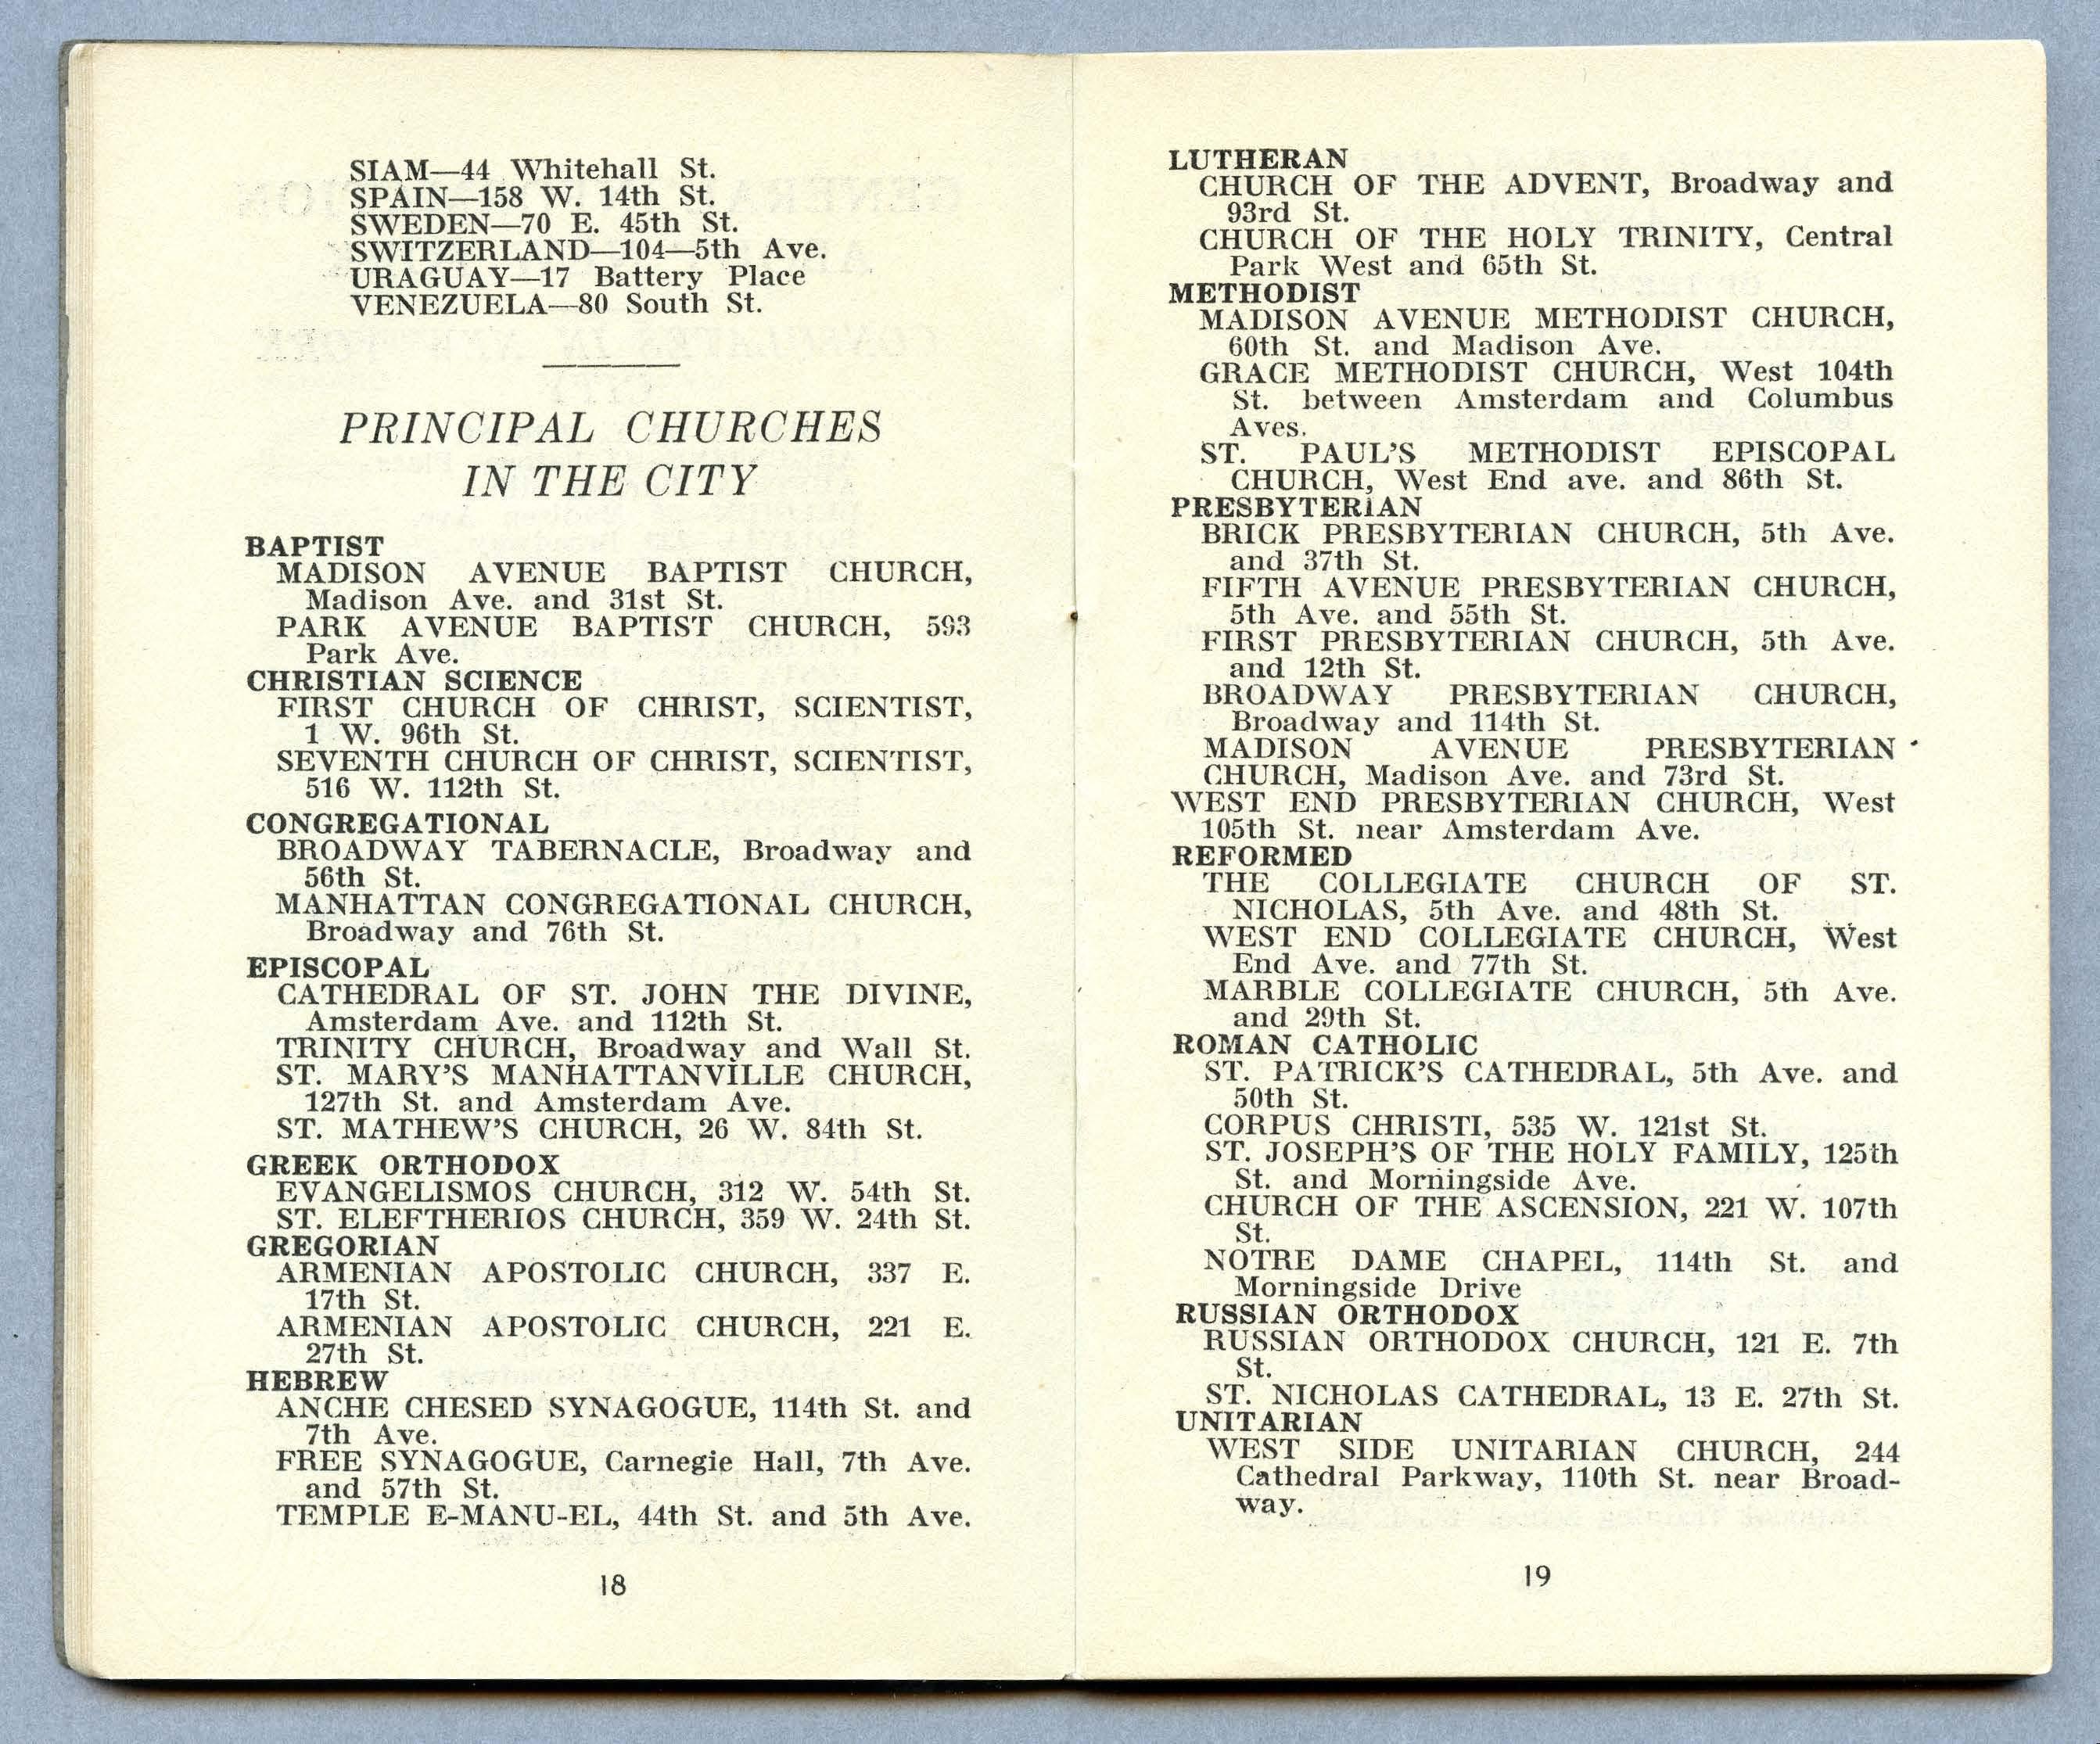 SIAM—44 Whitehall St.
SPAIN—158 W. 14th St.
SWEDEN—70 E. 45th St.
SWITZERLAND—104—5th Ave.
URAGUAY—17 Battery Place
VENEZUELA—80 South St.
PRINCIPAL CHURCHES
IN THE CITY
BAPTIST
MADISON AVENUE BAPTIST CHURCH,
Madison Ave. and 31st St.
PARK AVENUE BAPTIST CHURCH, 593
Park Ave.
CHRISTIAN SCIENCE
FIRST CHURCH OF CHRIST, SCIENTIST,
1 W. 96th St.
SEVENTH CHURCH OF CHRIST, SCIENTIST,
516 W. 112th St.
CONGREGATIONAL
BROADWAY TABERNACLE, Broadway and
56th St.
MANHATTAN CONGREGATIONAL CHURCH,
Broadway and 76th St.
EPISCOPAL
CATHEDRAL OF ST. JOHN THE DIVINE,
Amsterdam Ave. and 112th St.
TRINITY CHURCH, Broadway and Wall St.
ST. MARY'S MANHATTANVILLE CHURCH,
127th St. and Amsterdam Ave.
ST. MATHEW'S CHURCH, 26 W. 84th St.
GREEK ORTHODOX
EVANGELISMOS CHURCH, 312 W. 54th St.
ST. ELEFTHERIOS CHURCH, 359 W. 24th St.
GREGORIAN
ARMENIAN APOSTOLIC CHURCH, 337 E.
17th St.
ARMENIAN APOSTOLIC CHURCH, 221 E.
27th St.
HEBREW
ANCHE CHESED SYNAGOGUE, 114th St. and
7th Ave.
FREE SYNAGOGUE, Carnegie Hall, 7th Ave.
and 57th St.
TEMPLE E-MANU-EL, 44th St. and 5th Ave.
18
LUTHERAN
CHURCH OF THE ADVENT, Broadway and
93rd St.
CHURCH OF THE HOLY TRINITY, Central
Park West and 65th St.
METHODIST
MADISON AVENUE METHODIST CHURCH,
60th St. and Madison Ave.
GRACE METHODIST CHURCH, West 104th
St. between Amsterdam and Columbus
Aves.
ST. PAUL'S METHODIST EPISCOPAL
CHURCH, West End ave. and 86th St.
PRESBYTERIAN
BRICK PRESBYTERIAN CHURCH, 5th Ave.
and 37th St.
FIFTH AVENUE PRESBYTERIAN CHURCH,
5th Ave. and 55th St.
FIRST PRESBYTERIAN CHURCH, 5th Ave.
and 12th St.
BROADWAY PRESBYTERIAN CHURCH,
Broadway and 114th St.
MADISON AVENUE PRESBYTERIAN
CHURCH, Madison Ave. and 73rd St.
WEST END PRESBYTERIAN CHURCH, West
105th St. near Amsterdam Ave.
REFORMED
THE COLLEGIATE CHURCH OF ST.
NICHOLAS, 5th Ave. and 48th St.
WEST END COLLEGIATE CHURCH, West
End Ave. and 77th St.
MARBLE COLLEGIATE CHURCH, 5th Ave.
and 29th St.
ROMAN CATHOLIC
ST. PATRICK'S CATHEDRAL, 5th Ave. and
50th St.
CORPUS CHRISTI, 535 W. 121st St.
ST. JOSEPH'S OF THE HOLY FAMILY, 125th
St. and Morningside Ave.
CHURCH OF THE ASCENSION, 221 W. 107th
St.
NOTRE DAME CHAPEL, 114th St. and
Morningside Drive
RUSSIAN ORTHODOX
RUSSIAN ORTHODOX CHURCH, 121 E. 7th
St.
ST. NICHOLAS CATHEDRAL, 13 E. 27th St.
UNITARIAN
WEST SIDE UNITARIAN CHURCH, 244
Cathedral Parkway, 110th St. near Broad-
way.
19